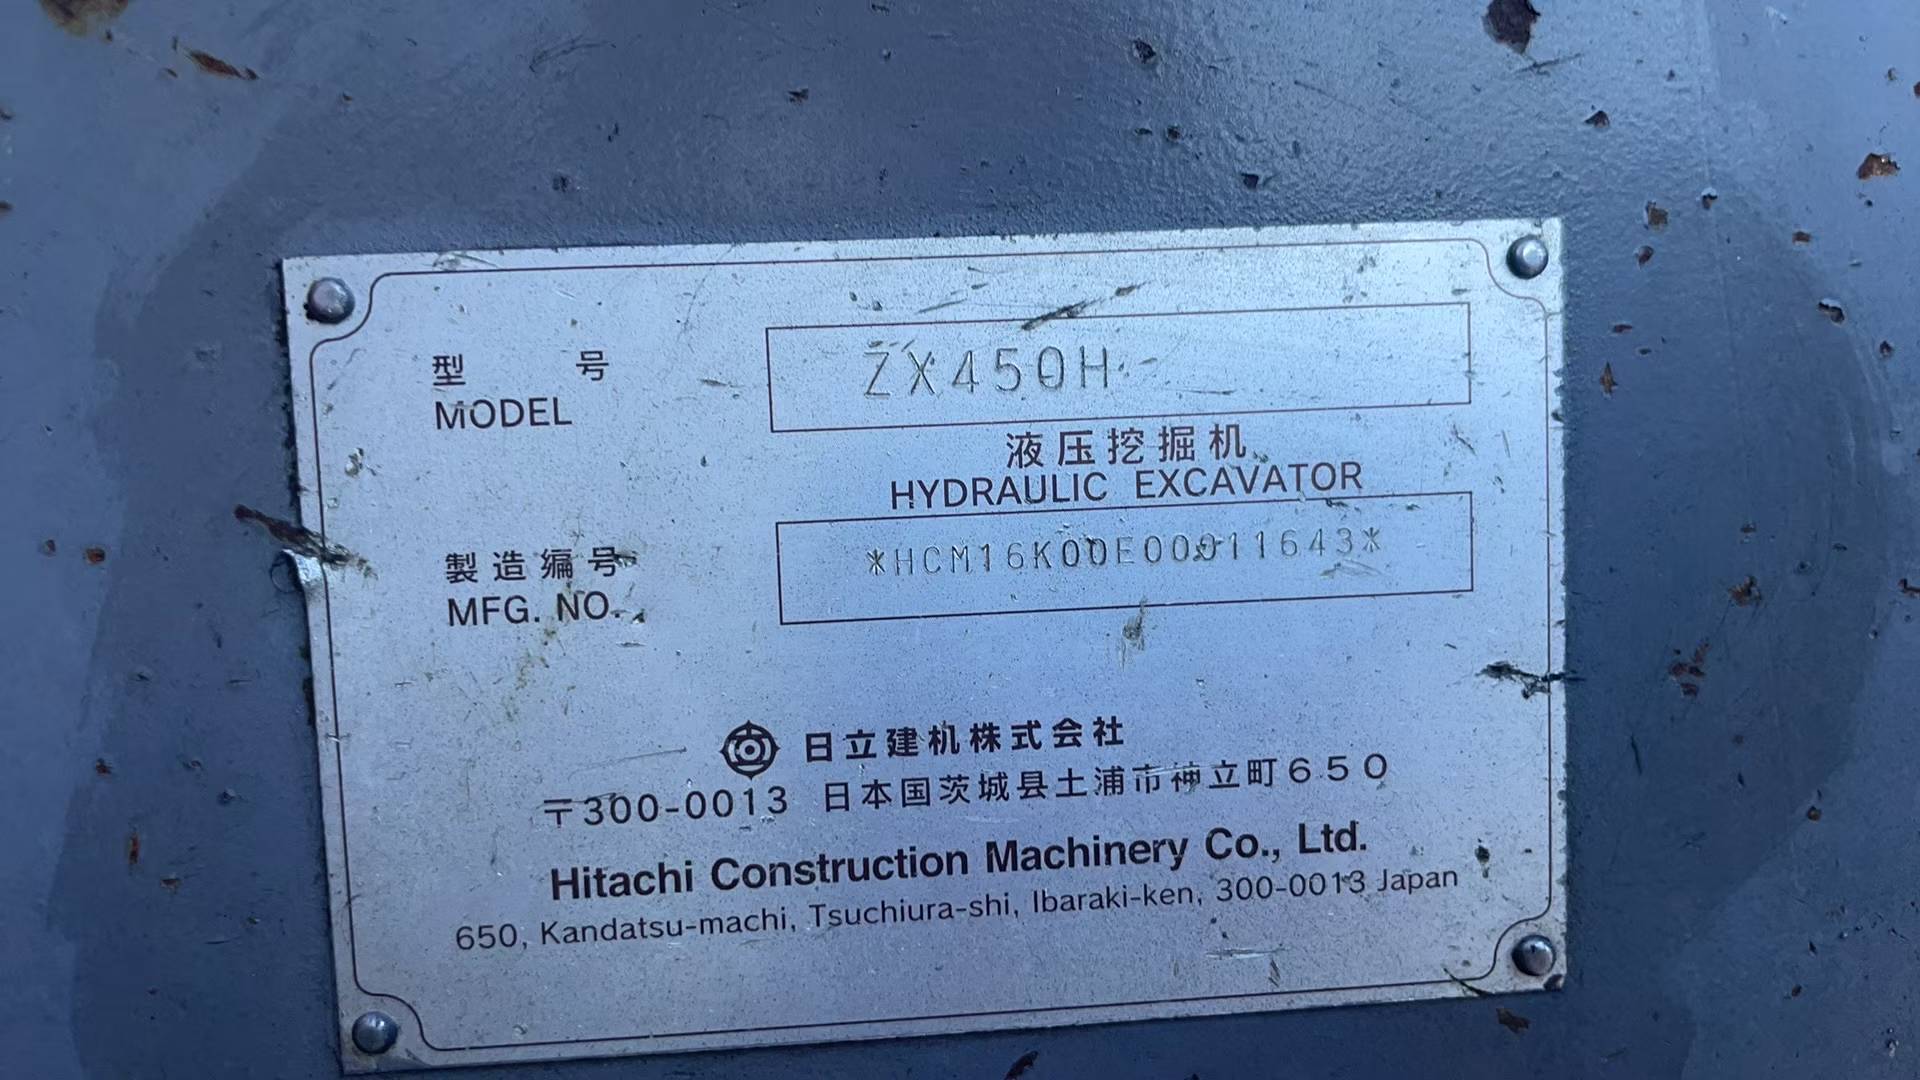 型 号
MODEL
ZX450H
液压挖掘机
HYDRAULIC EXCAVATOR
製造编号
MFG. NO.
*HCM16K00E00011643*
日立建机株式会社
〒300-0013 日本国茨城县土浦市神立町650
Hitachi Construction Machinery Co., Ltd.
650, Kandatsu-machi, Tsuchiura-shi, Ibaraki-ken, 300-0013 Japan